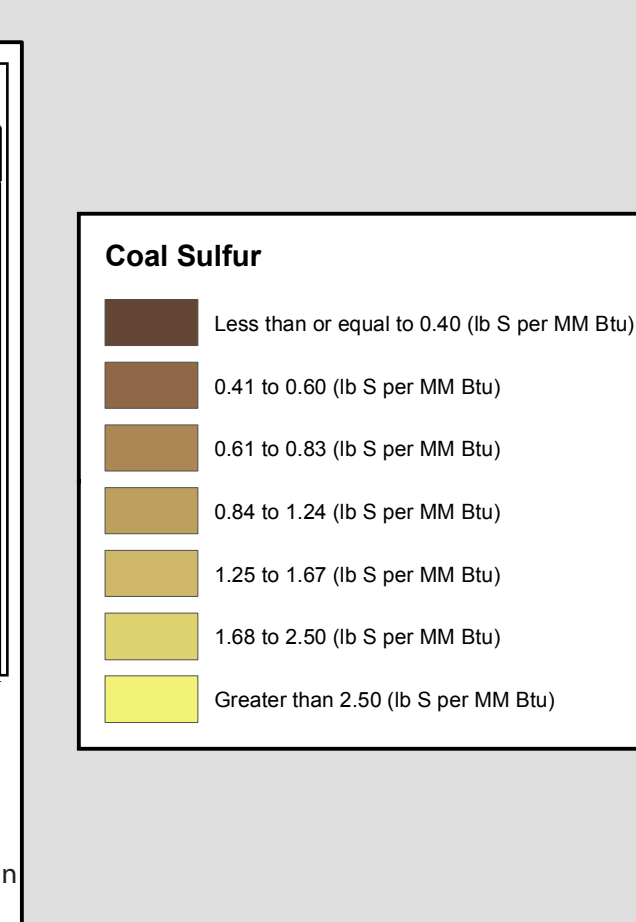 Coal Sulfur
Less than or equal to 0.40 (lb S per MM Btu)
0.41 to 0.60 (lb S per MM Btu)
0.61 to 0.83 (lb S per MM Btu)
0.84 to 1.24 (lb S per MM Btu)
1.25 to 1.67 (lb S per MM Btu)
1.68 to 2.50 (lb S per MM Btu)
Greater than 2.50 (lb S per MM Btu)
n